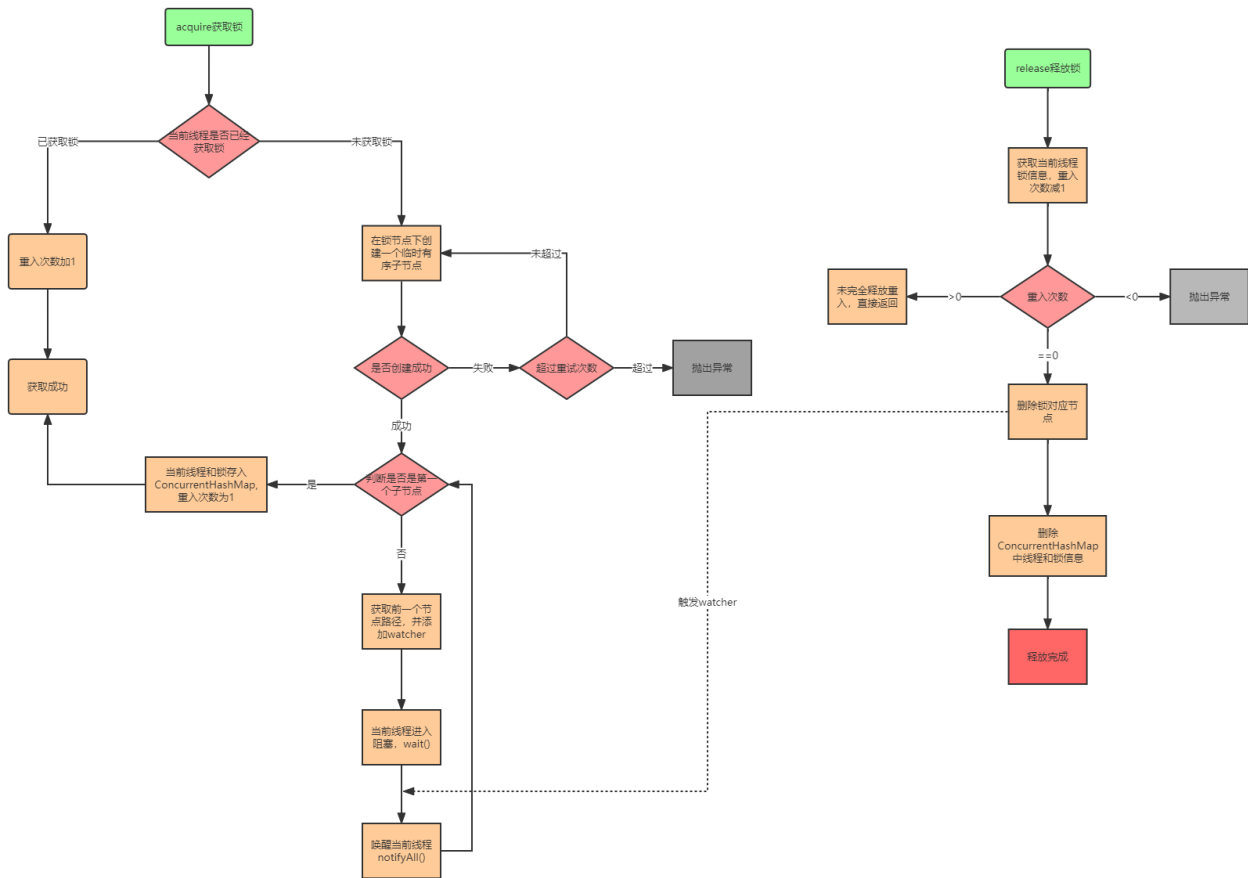 acquire获取锁
当前线程是否已经
获取锁
已获取锁
未获取锁
重入次数加1
获取成功
在锁节点下创
建一个临时有
序子节点
未超过
是否创建成功
失败
超过重试次数
超过
抛出异常
成功
判断是否是第一
个子节点
是
当前线程和锁存入
ConcurrentHashMap,
重入次数为1
否
获取前一个节
点路径，并添
加watcher
当前线程进入
阻塞，wait()
唤醒当前线程
notifyAll()
触发watcher
release释放锁
获取当前线程
锁信息，重入
次数减1
重入次数
>0
未完全释放重
入，直接返回
<0
抛出异常
==0
删除锁对应节
点
删除
ConcurrentHashMap
中线程和锁信息
释放完成